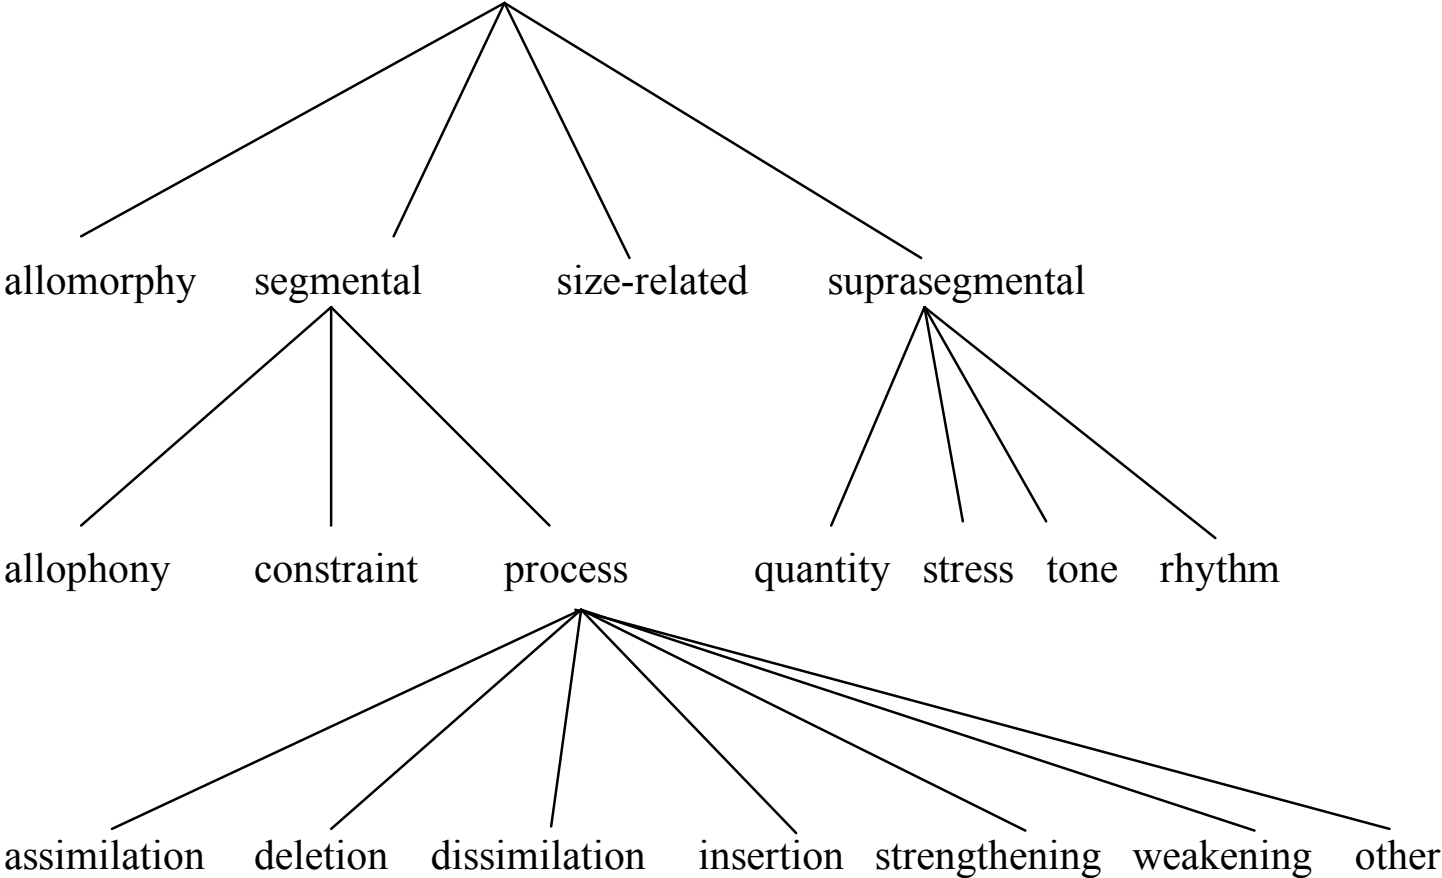 allomorphy segmental size-related suprasegmental
allophony constraint process quantity stress tone rhythm
assimilation deletion dissimilation insertion strengthening weakening other